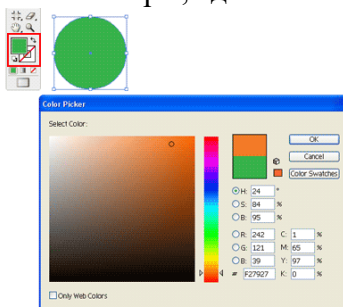 Color Picker
Select Color:
OK
Cancel
Color Swatches
H: 24 °
S: 84 %
B: 95 %
R: 242 C: 1 %
G: 121 M: 65 %
B: 39 Y: 97 %
# F27927 K: 0 %
Only Web Colors